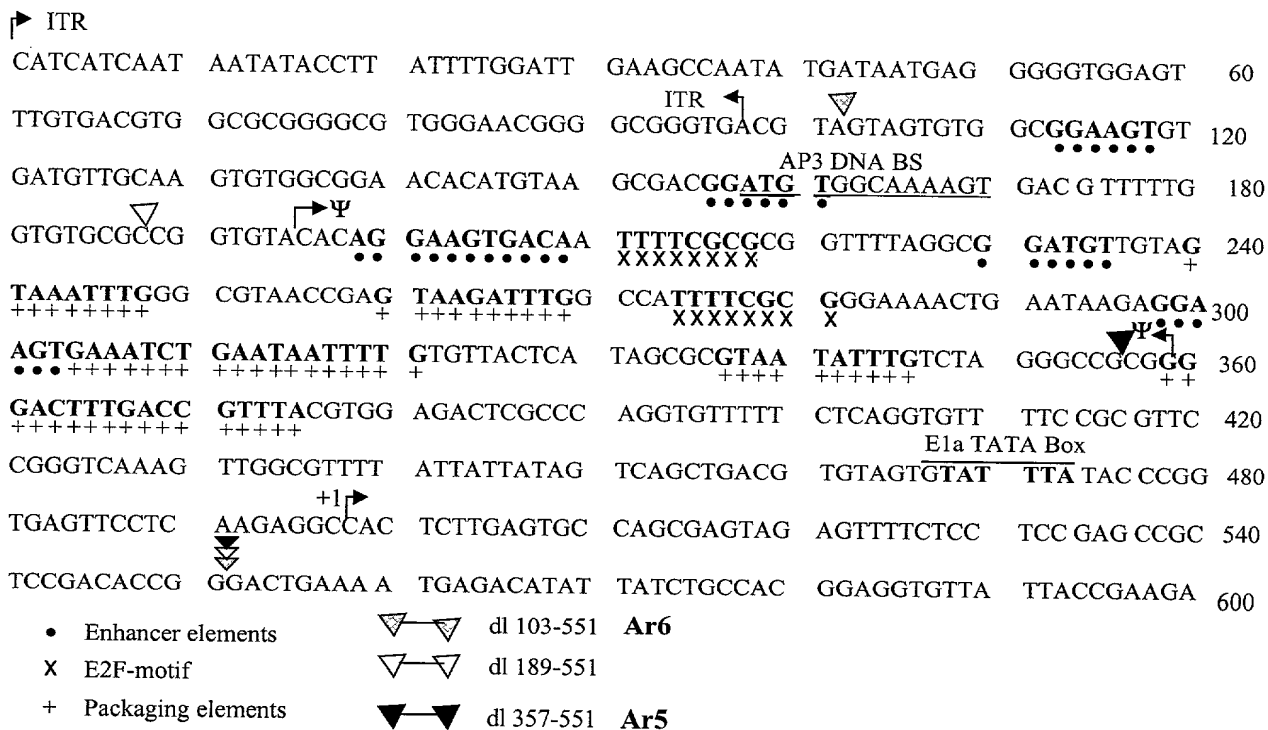 ITR
CATCATCAAT AATATACCTT ATTTTGGATT GAAGCCAATA TGATAATGAG GGGGTGGAGT 60
ITR
TTGTGACGTG GCGCGGGGCG TGGGAACGGG GCGGGTGACG TAGTAGTGTG GCGGAAGTGT 120
AP3 DNA BS
GATGTTGCAA GTGTGGCGGA ACACATGTAA GCGACGGATG TGGCAAAAGT GAC G TTTTTG 180
Ψ
GTGTGCGCCG GTGTACACAG GAAGTGACAA TTTTCGCGCG GTTTTAGGCG GATGTTGTAG 240
TAAATTTGGG CGTAACCGAG TAAGATTTGG CCATTTTCGC GGGAAAACTG AATAAGAGGA 300
Ψ
AGTGAAATCT GAATAATTTT GTGTTACTCA TAGCGCGTAA TATTTGTCTA GGGCCGCGGG 360
GACTTTGACC GTTTACGTGG AGACTCGCCC AGGTGTTTTT CTCAGGTGTT TTC CGC GTTC 420
E1a TATA Box
CGGGTCAAAG TTGGCGTTTT ATTATTATAG TCAGCTGACG TGTAGTGTAT TTA TAC CCGG 480
+1
TGAGTTCCTC AAGAGGCCAC TCTTGAGTGC CAGCGAGTAG AGTTTTCTCC TCC GAG CCGC 540
TCCGACACCG GGACTGAAAA TGAGACATAT TATCTGCCAC GGAGGTGTTA TTACCGAAGA 600
• Enhancer elements
X E2F-motif
+ Packaging elements
dl 103-551 Ar6
dl 189-551
dl 357-551 Ar5